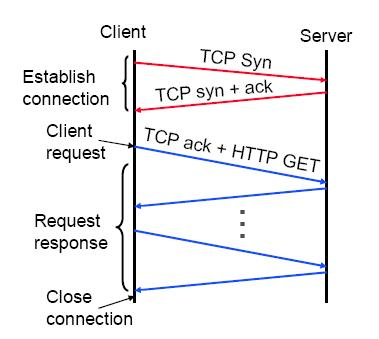 Client
Server
TCP Syn
Establish
connection
TCP syn + ack
Client
request
TCP ack + HTTP GET
Request
response
Close
connection